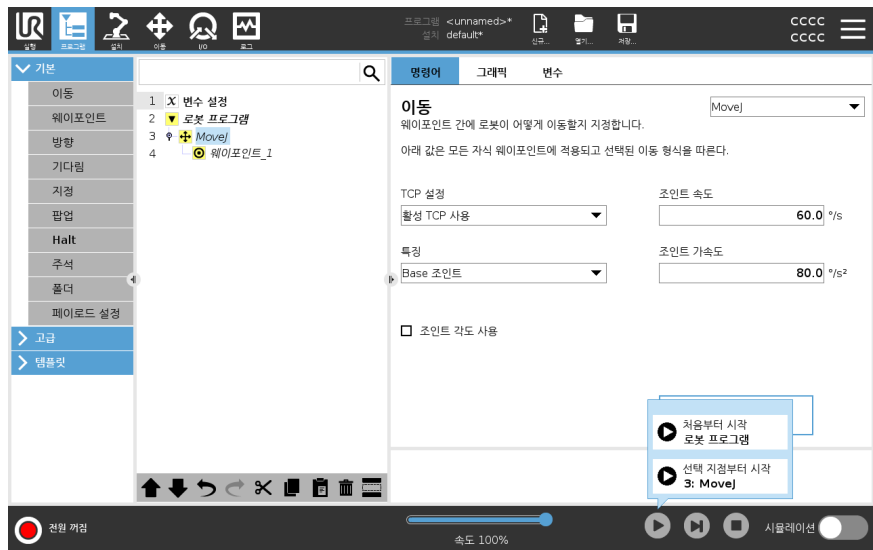 UR
실행
프로그램
설치
이동
I/O
로그
프로그램 <unnamed>*
설치 default*
신규...
열기...
저장...
CCCC
CCCC
기본
이동
웨이포인트
방향
기다림
지정
팝업
Halt
주석
폴더
페이로드 설정
고급
템플릿
1 X 변수 설정
2 로봇 프로그램
3 MoveJ
4 웨이포인트_1
명령어 그래픽 변수
이동
MoveJ
웨이포인트 간에 로봇이 어떻게 이동할지 지정합니다.
아래 값은 모든 자식 웨이포인트에 적용되고 선택된 이동 형식을 따른다.
TCP 설정
활성 TCP 사용
조인트 속도
60.0 °/s
특징
Base 조인트
조인트 가속도
80.0 °/s²
조인트 각도 사용
처음부터 시작
로봇 프로그램
선택 지점부터 시작
3: MoveJ
전원 꺼짐
속도 100%
시뮬레이션